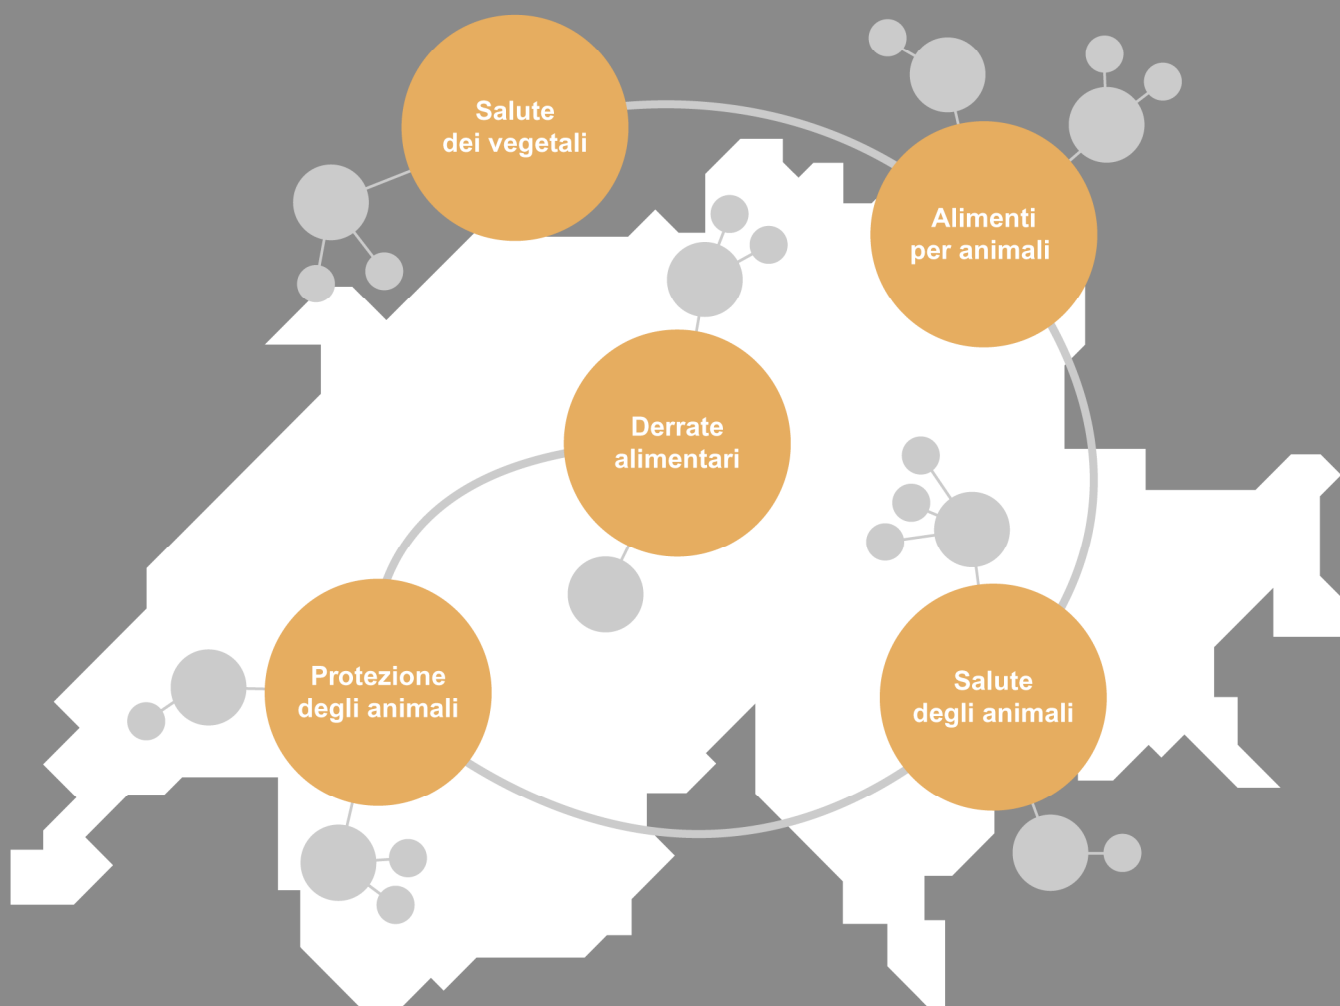 Salute
dei vegetali
Alimenti
per animali
Derrate
alimentari
Protezione
degli animali
Salute
degli animali